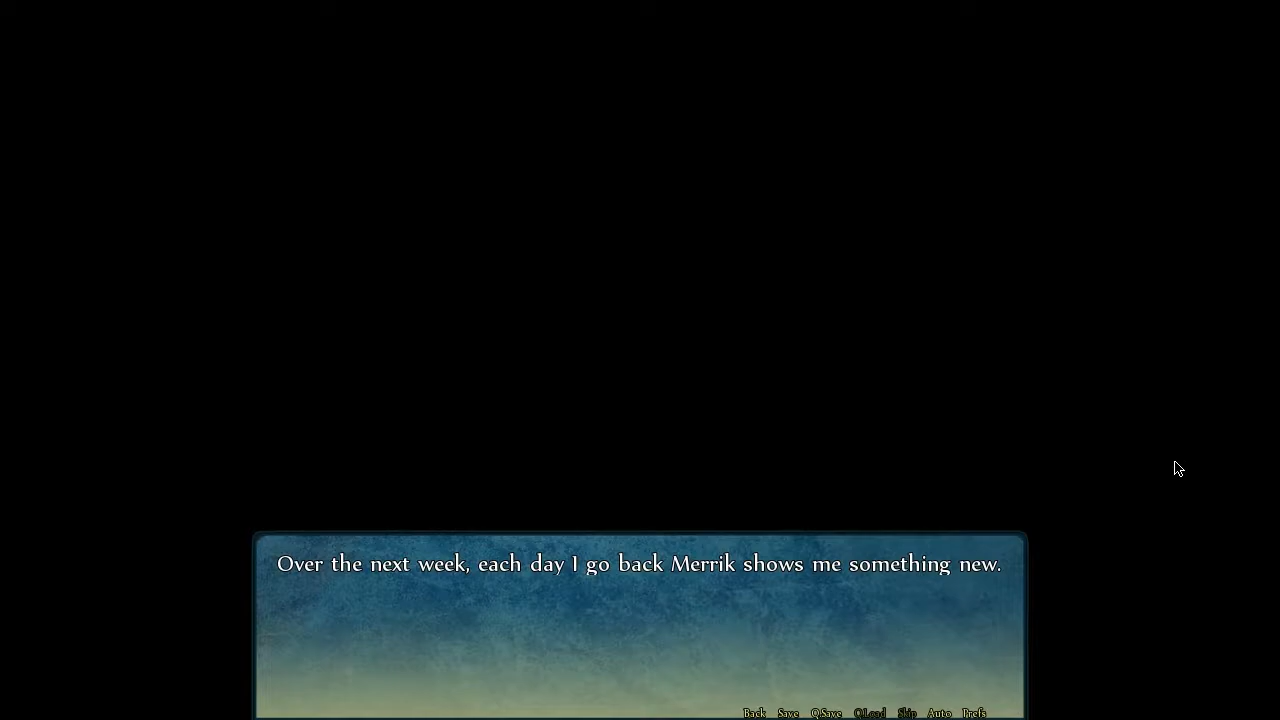 Over the next week, each day I go back Merrik shows me something new.
Back Save Q.Save Q.Load Skip Auto Prefs